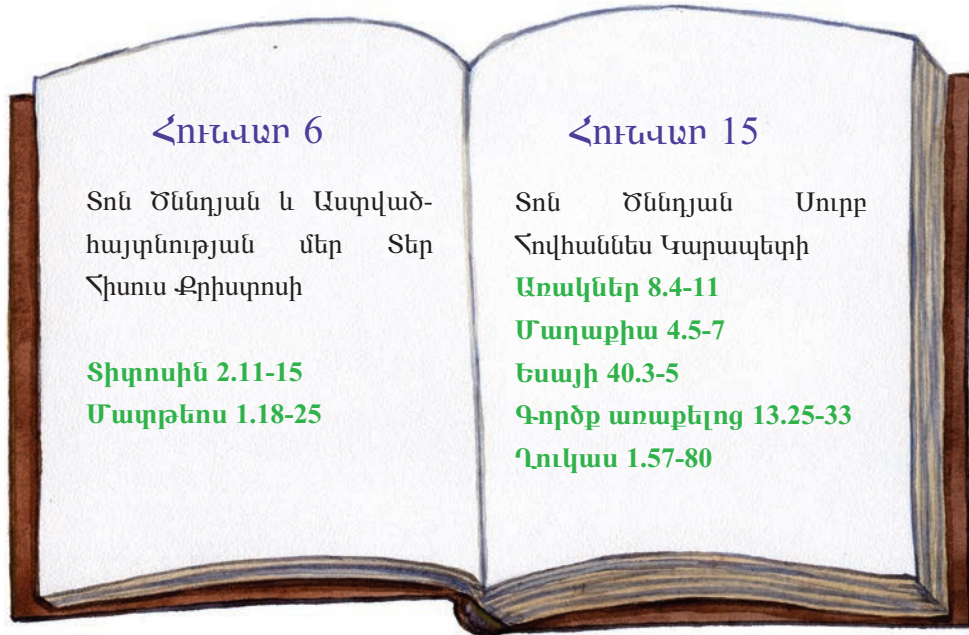 Հունվար 6
Տոն Ծննդյան և Աստված-
հայտնության մեր Տեր
Հիսուս Քրիստոսի
Տիտոսին 2.11-15
Մատթեոս 1.18-25
Հունվար 15
Տոն Ծննդյան Սուրբ
Հովհաննես Կարապետի
Առակներ 8.4-11
Մաղաքիա 4.5-7
Եսայի 40.3-5
Գործք առաքելոց 13.25-33
Ղուկաս 1.57-80